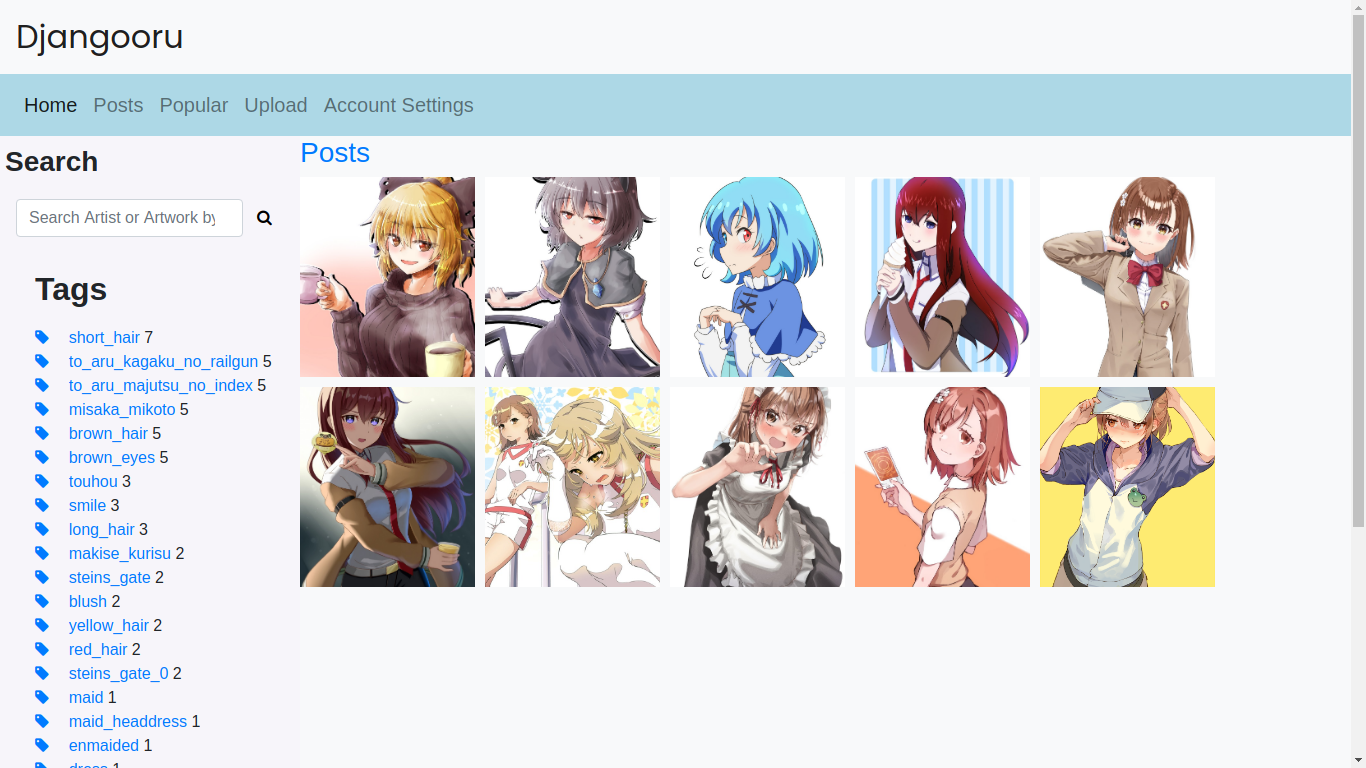 Djangooru
Home Posts Popular Upload Account Settings
Search
Search Artist or Artwork by
Tags
short_hair 7
to_aru_kagaku_no_railgun 5
to_aru_majutsu_no_index 5
misaka_mikoto 5
brown_hair 5
brown_eyes 5
touhou 3
smile 3
long_hair 3
makise_kurisu 2
steins_gate 2
blush 2
yellow_hair 2
red_hair 2
steins_gate_0 2
maid 1
maid_headdress 1
enmaided 1
dress 1
Posts